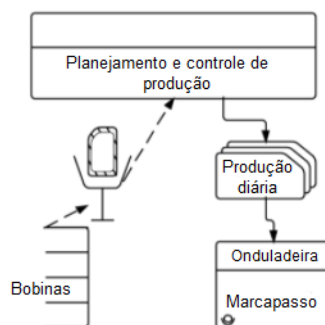 Planejamento e controle de
produção
Produção
diária
Onduladeira
Bobinas
Marcapasso